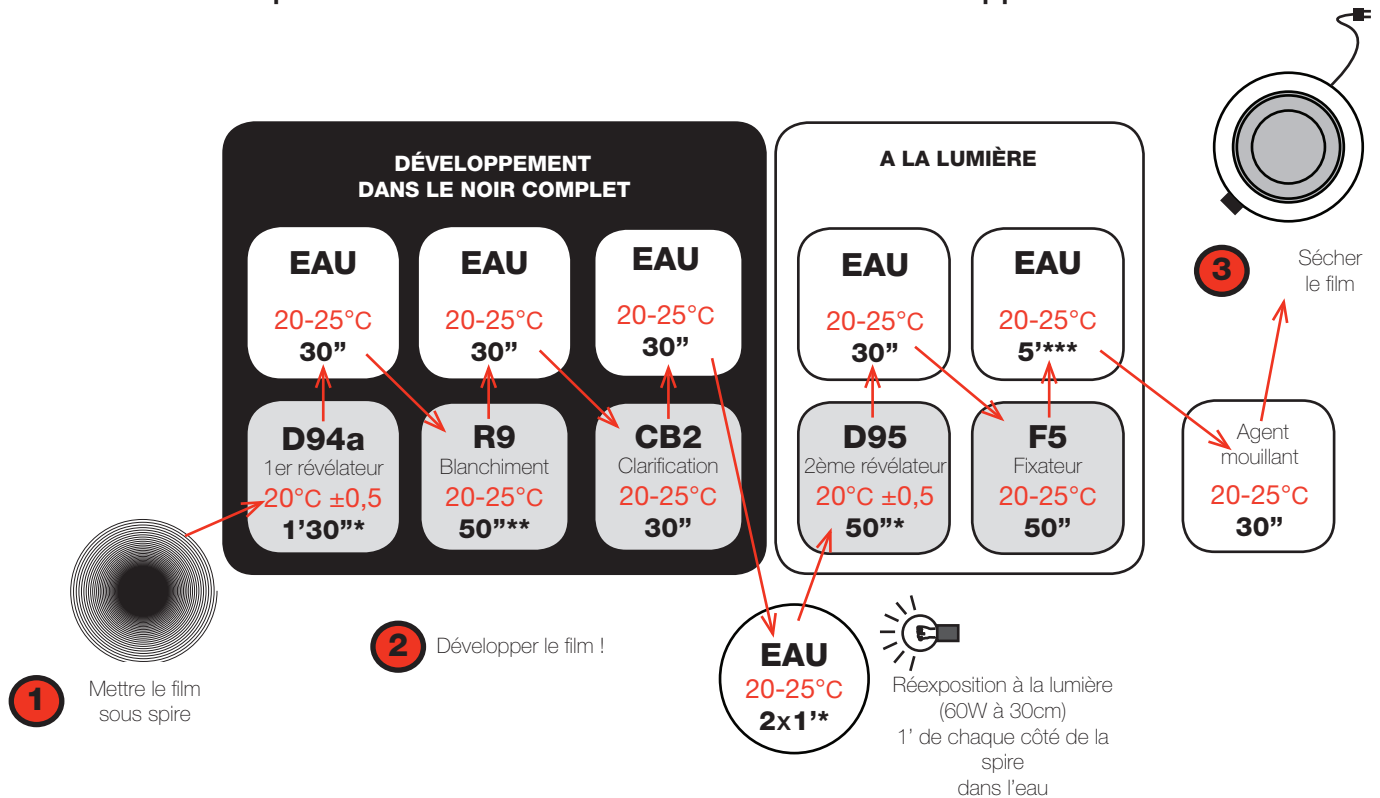 DÉVELOPPEMENT
DANS LE NOIR COMPLET
EAU
20-25°C
30”
EAU
20-25°C
30”
EAU
20-25°C
30”
D94a
1er révélateur
20°C ±0,5
1’30”*
R9
Blanchiment
20-25°C
50”**
CB2
Clarification
20-25°C
30”
A LA LUMIÈRE
EAU
20-25°C
30”
EAU
20-25°C
5’***
D95
2ème révélateur
20°C ±0,5
50”*
F5
Fixateur
20-25°C
50”
Agent
mouillant
20-25°C
30”
3
Sécher
le film
1
Mettre le film
sous spire
2
Développer le film !
EAU
20-25°C
2x1’*
Réexposition à la lumière
(60W à 30cm)
1’ de chaque côté de la
spire
dans l’eau